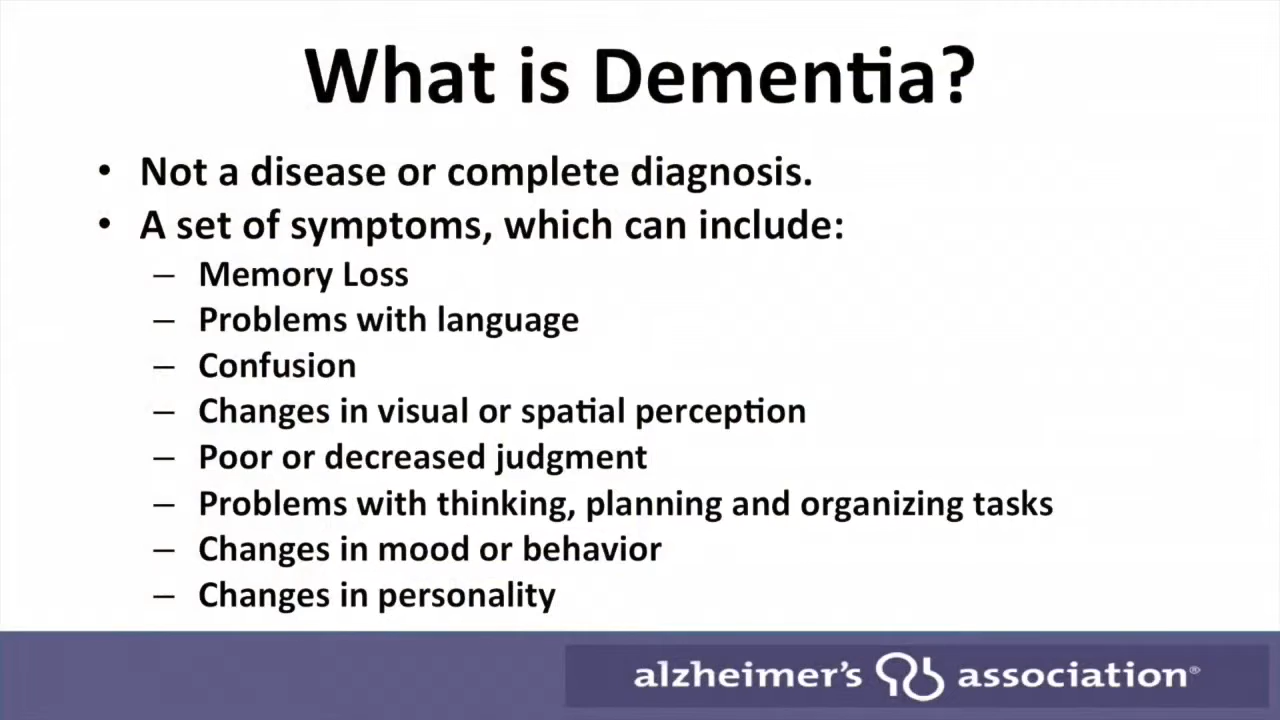 What is Dementia?
• Not a disease or complete diagnosis.
• A set of symptoms, which can include:
– Memory Loss
– Problems with language
– Confusion
– Changes in visual or spatial perception
– Poor or decreased judgment
– Problems with thinking, planning and organizing tasks
– Changes in mood or behavior
– Changes in personality
alzheimer's association®